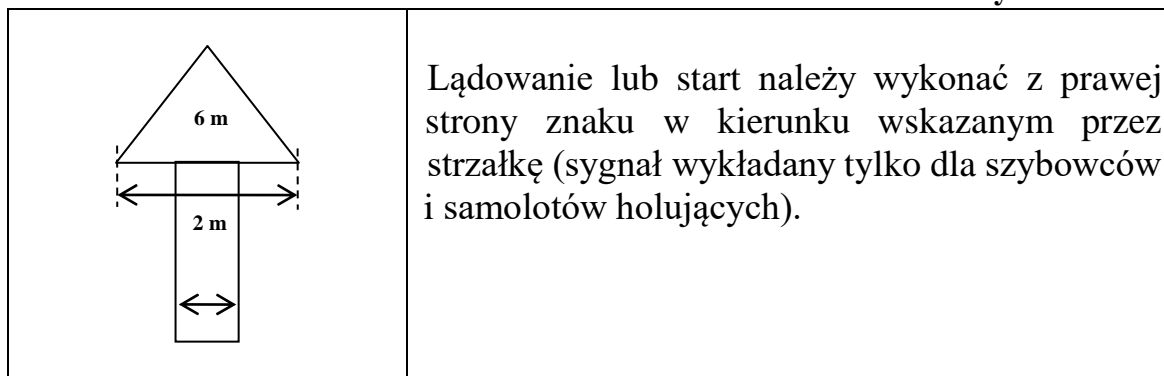 6 m
2 m
Lądowanie lub start należy wykonać z prawej
strony znaku w kierunku wskazanym przez
strzałkę (sygnał wykładany tylko dla szybowców
i samolotów holujących).